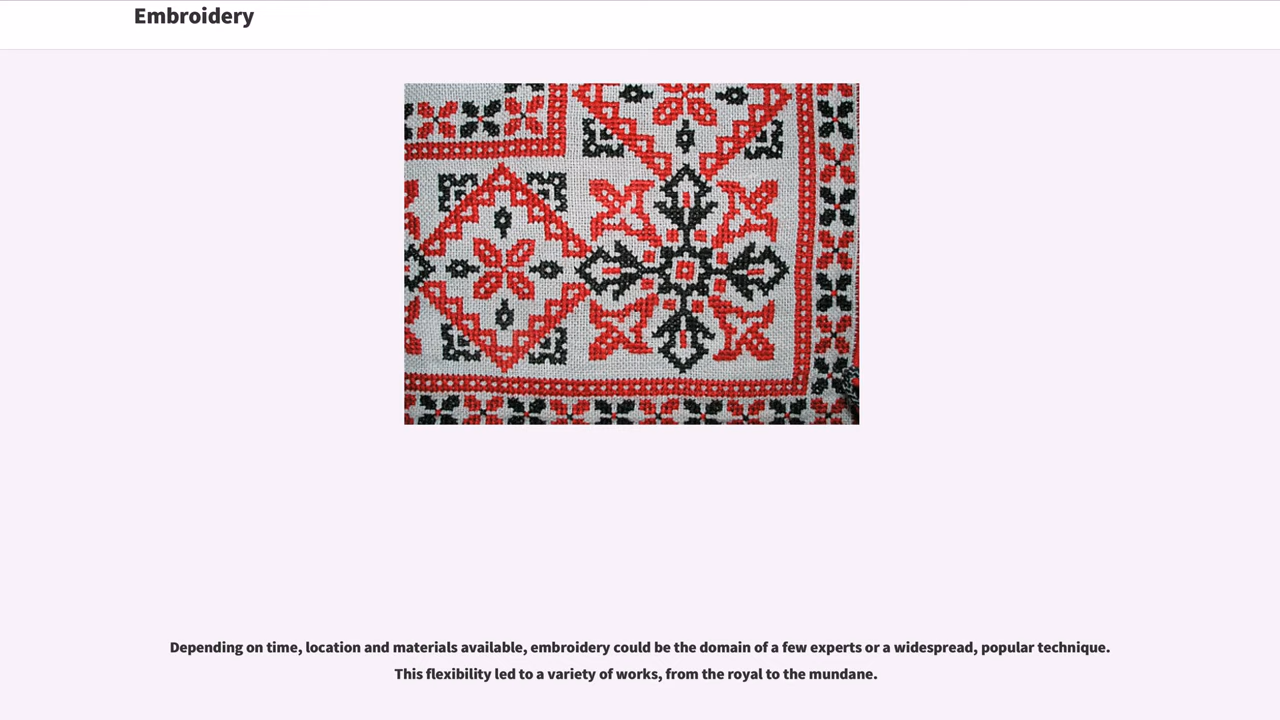 Embroidery
Depending on time, location and materials available, embroidery could be the domain of a few experts or a widespread, popular technique.
This flexibility led to a variety of works, from the royal to the mundane.